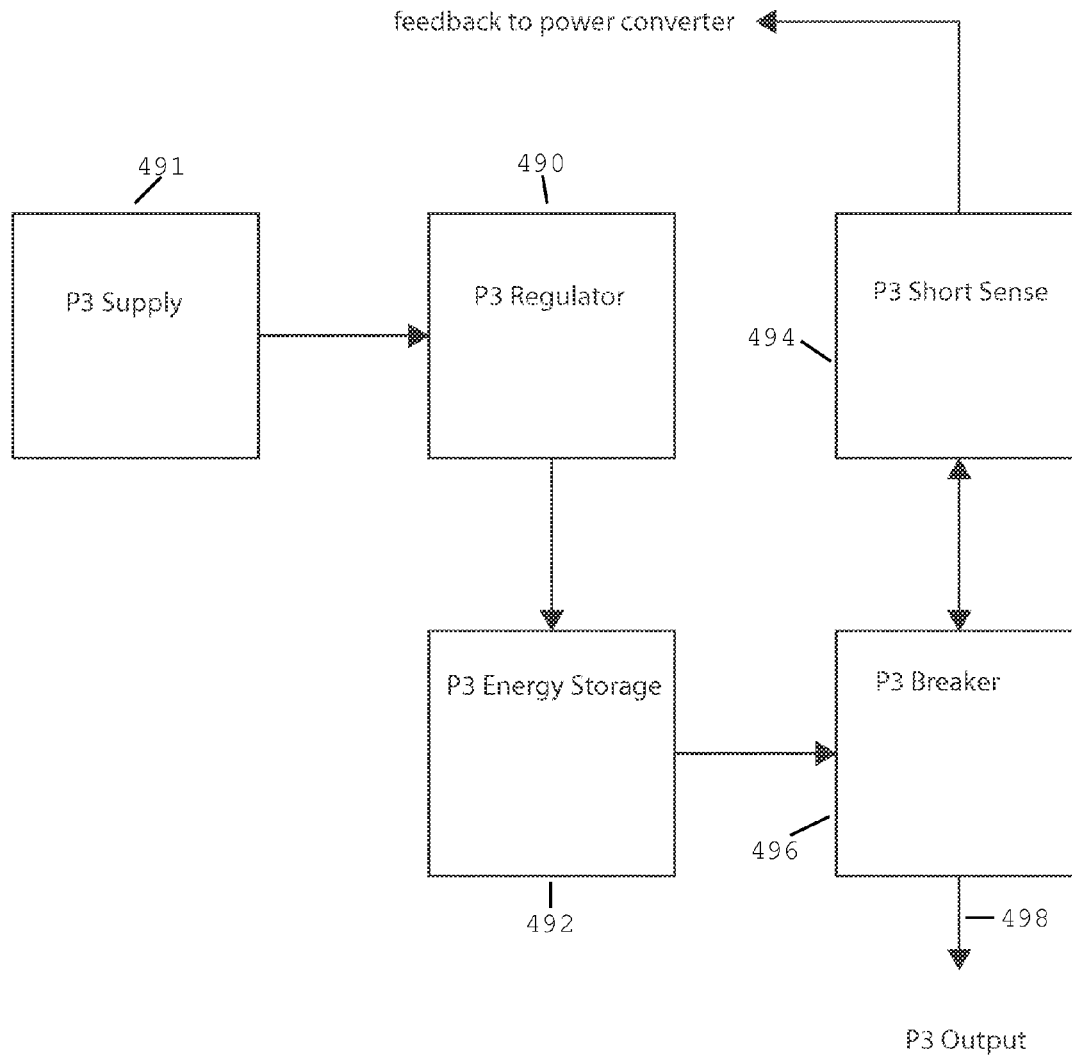 feedback to power converter
491
490
P3 Supply
P3 Regulator
P3 Short Sense
494
P3 Energy Storage
P3 Breaker
496
492
498
P3 Output